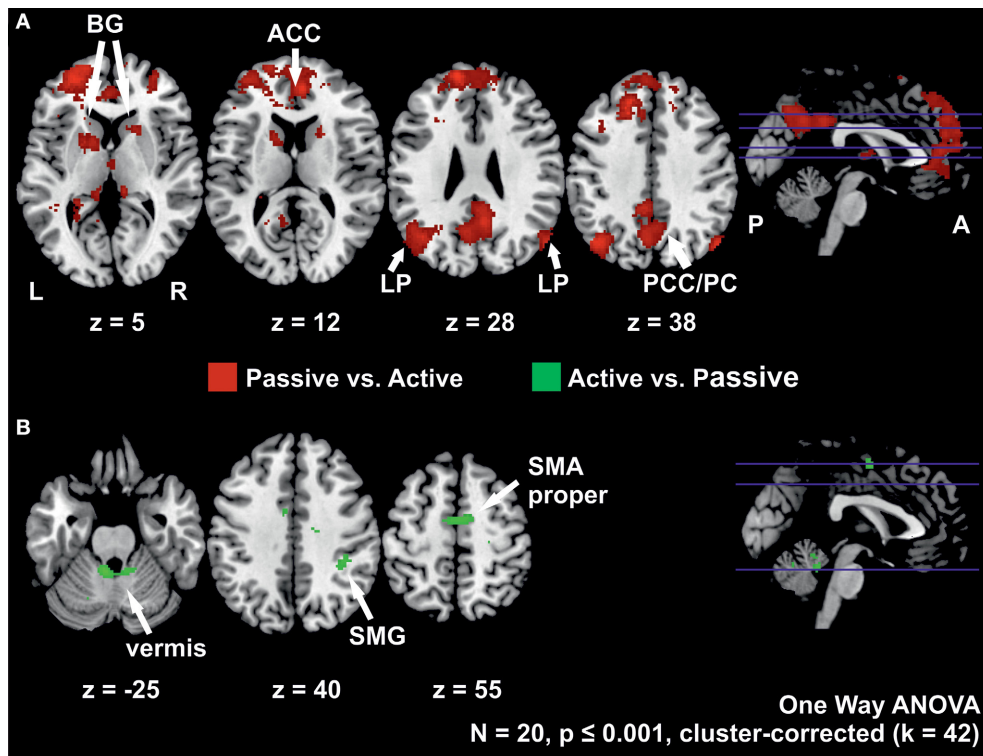 A
BG
ACC
P
A
LP
LP
PCC/PC
L
R
z = 5
z = 12
z = 28
z = 38
Passive vs. Active
Active vs. Passive
B
SMA
proper
vermis
SMG
z = -25
z = 40
z = 55
One Way ANOVA
N = 20, p ≤ 0.001, cluster-corrected (k = 42)